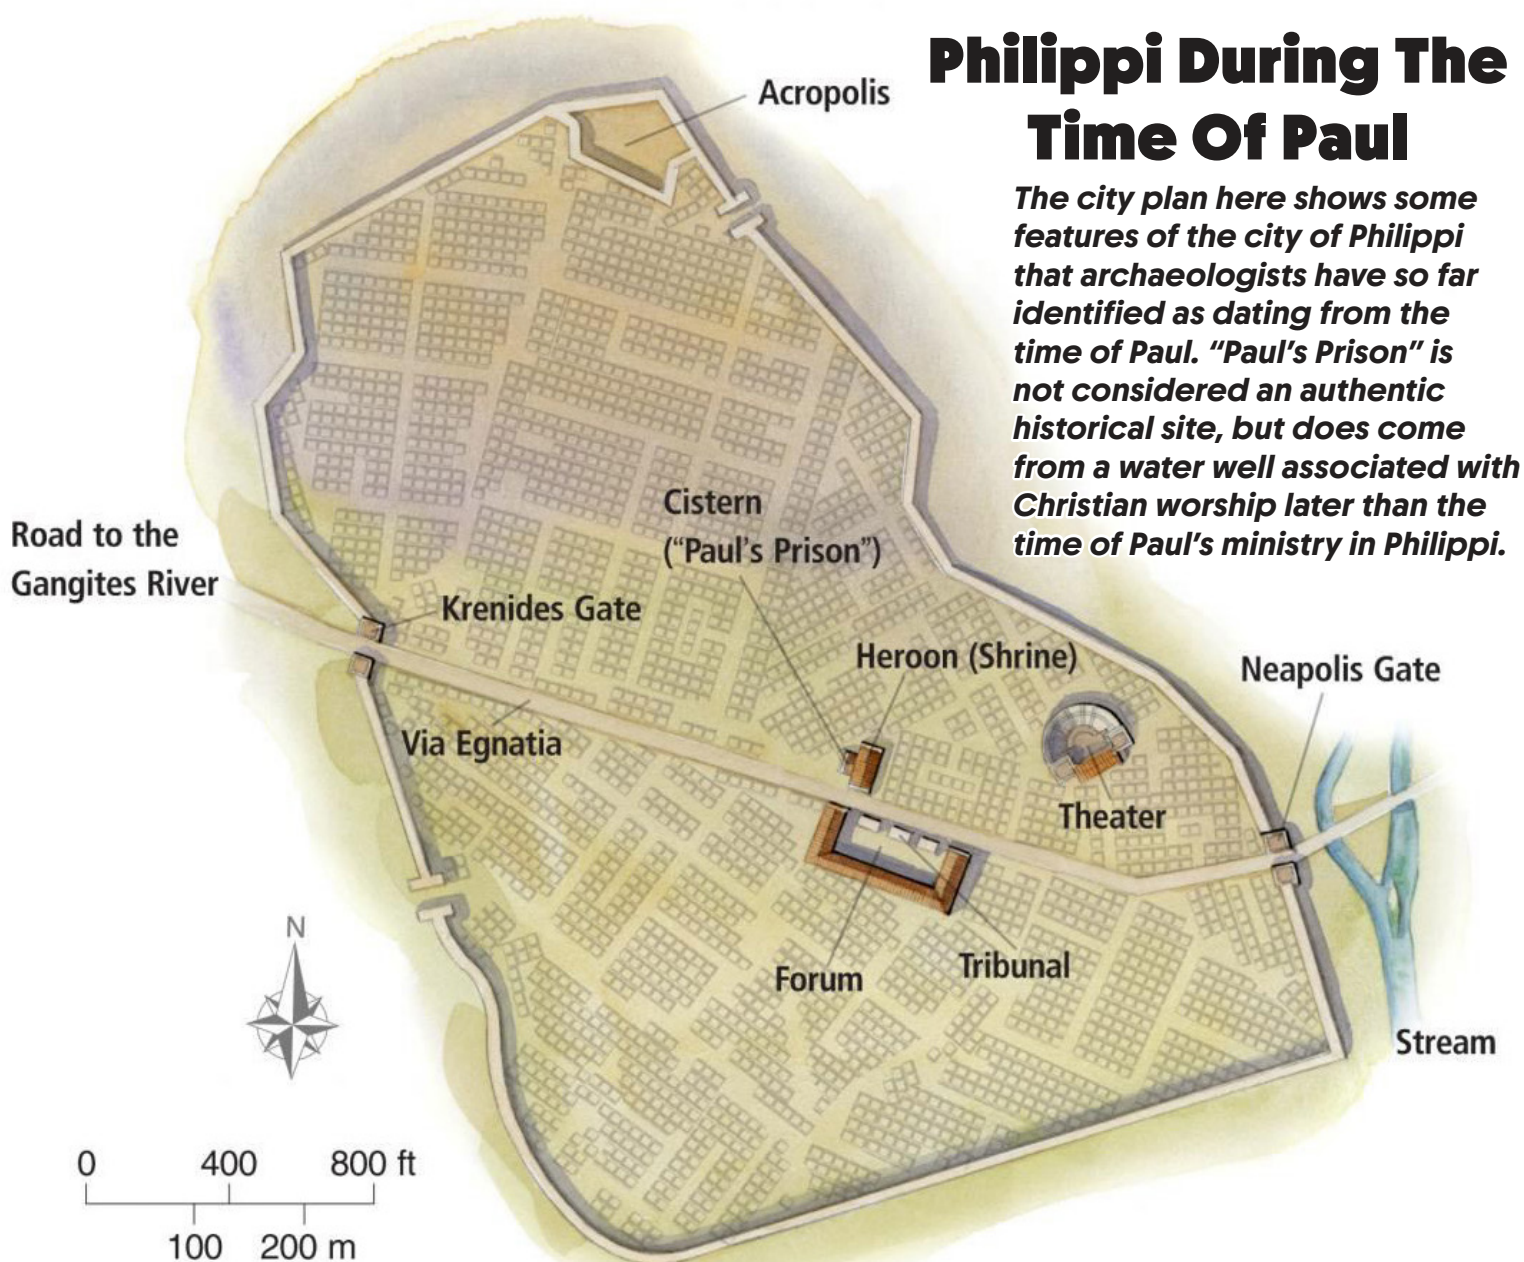 Philippi During The
Time Of Paul
The city plan here shows some
features of the city of Philippi
that archaeologists have so far
identified as dating from the
time of Paul. “Paul’s Prison” is
not considered an authentic
historical site, but does come
from a water well associated with
Christian worship later than the
time of Paul’s ministry in Philippi.
Acropolis
Cistern
(“Paul’s Prison”)
Road to the
Gangites River
Krenides Gate
Heroon (Shrine)
Neapolis Gate
Via Egnatia
Theater
Forum
Tribunal
Stream
N
0 400 800 ft
100 200 m